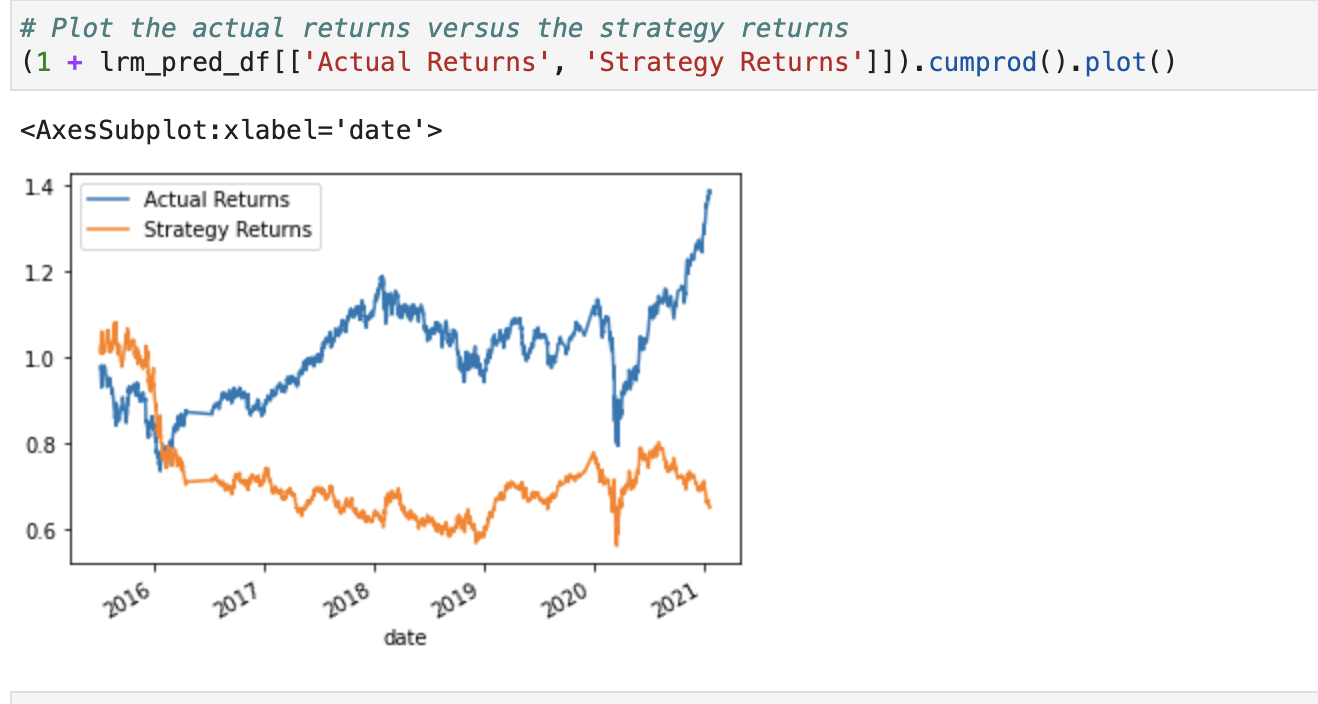 # Plot the actual returns versus the strategy returns
(1 + lrm_pred_df[['Actual Returns', 'Strategy Returns']]).cumprod().plot()
<AxesSubplot:xlabel='date'>
1.4
Actual Returns
Strategy Returns
1.2
1.0
0.8
0.6
2016 2017 2018 2019 2020 2021
date